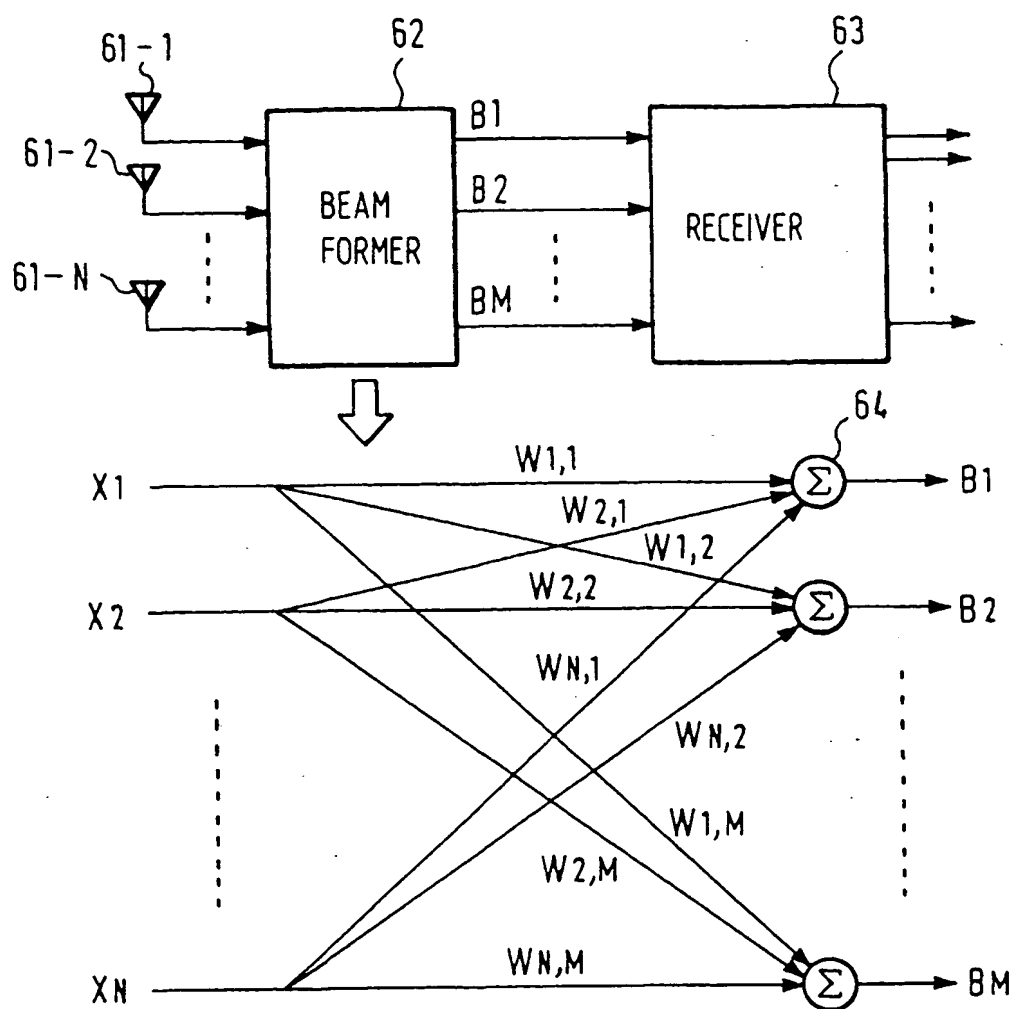 61-1
62
63
B1
61-2
B2
BEAM
FORMER
RECEIVER
61-N
BM
64
X1
W1,1
Σ
B1
W2,1
W1,2
X2
W2,2
Σ
B2
WN,1
WN,2
W1,M
W2,M
XN
WN,M
Σ
BM